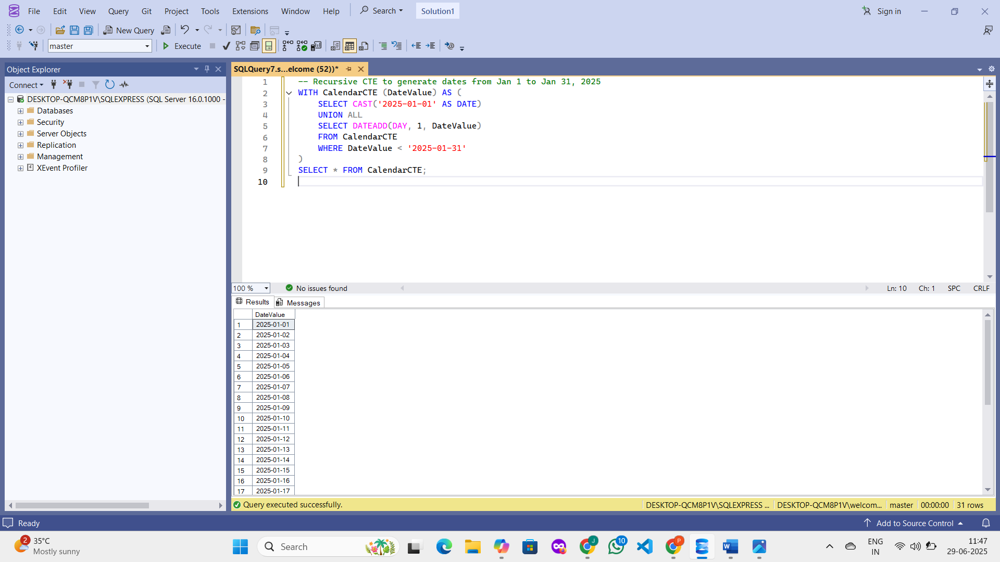 File Edit View Query Git Project Tools Extensions Window Help Search Solution1 Sign in
New Query
master Execute
Object Explorer
Connect
DESKTOP-QCM8P1V\SQLEXPRESS (SQL Server 16.0.1000 -
Databases
Security
Server Objects
Replication
Management
XEvent Profiler
SQLQuery7.s...elcome (52))*
1 -- Recursive CTE to generate dates from Jan 1 to Jan 31, 2025
2 WITH CalendarCTE (DateValue) AS (
3 SELECT CAST('2025-01-01' AS DATE)
4 UNION ALL
5 SELECT DATEADD(DAY, 1, DateValue)
6 FROM CalendarCTE
7 WHERE DateValue < '2025-01-31'
8 )
9 SELECT * FROM CalendarCTE;
10
100 % No issues found Ln: 10 Ch: 1 SPC CRLF
Results Messages
DateValue
1 2025-01-01
2 2025-01-02
3 2025-01-03
4 2025-01-04
5 2025-01-05
6 2025-01-06
7 2025-01-07
8 2025-01-08
9 2025-01-09
10 2025-01-10
11 2025-01-11
12 2025-01-12
13 2025-01-13
14 2025-01-14
15 2025-01-15
16 2025-01-16
17 2025-01-17
Query executed successfully. DESKTOP-QCM8P1V\SQLEXPRESS ... DESKTOP-QCM8P1V\welcom... master 00:00:00 31 rows
Ready Add to Source Control
2 35°C
Mostly sunny
Search
J
10
P
W
ENG
IN
11:47
29-06-2025